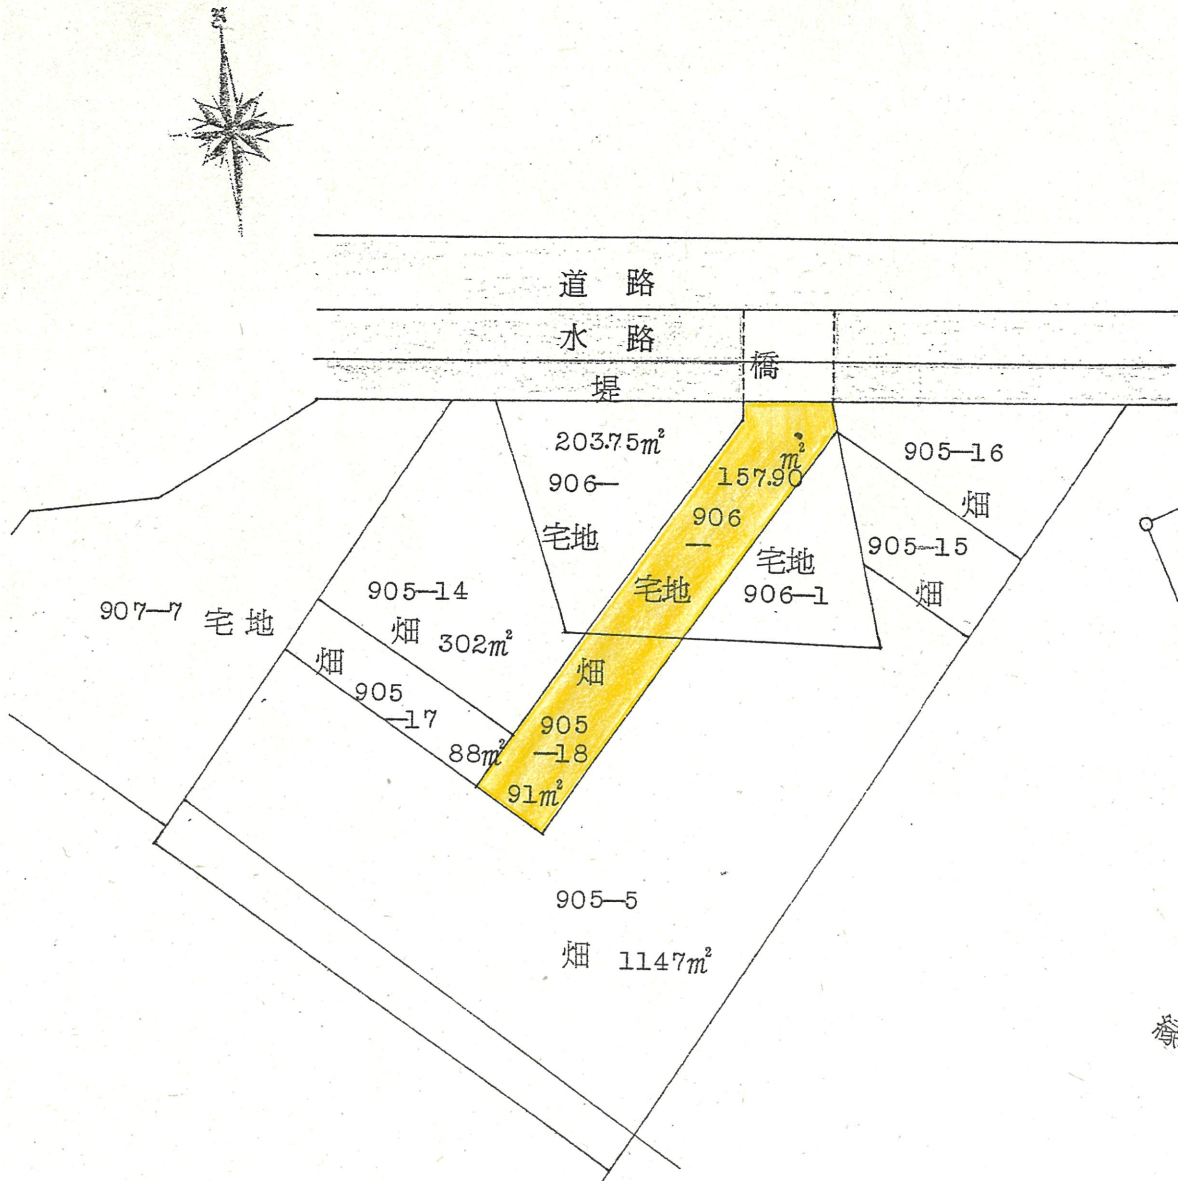 道路
水路
橋
堤
203.75m²
906—
宅地
m²
157.90
906
—
宅地
宅地
906—1
905—16
畑
905—15
畑
907—7 宅地
905—14
畑 302m²
畑
905
—17
88m²
畑
905
—18
91m²
905—5
畑 1147m²